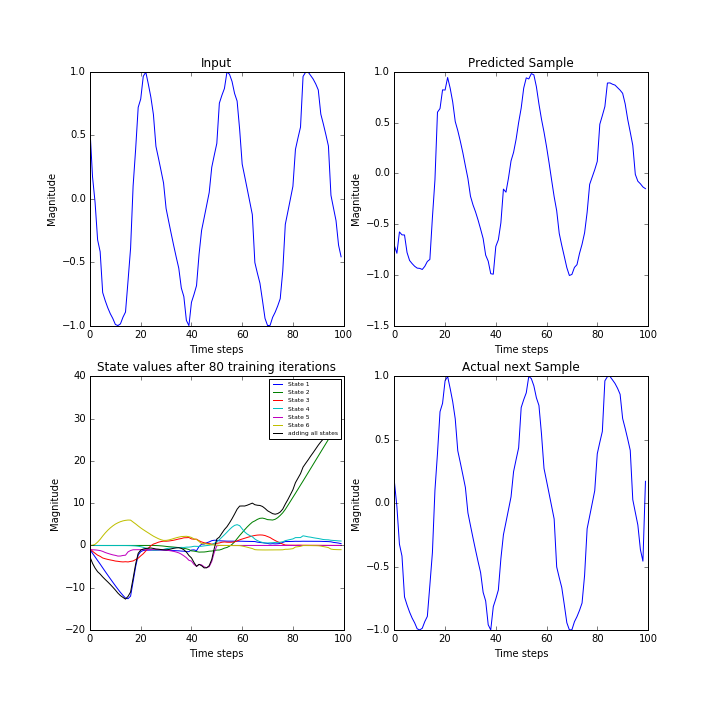 Input
Magnitude
1.0
0.5
0.0
−0.5
−1.0
0
20
40
60
80
100
Time steps
Predicted Sample
Magnitude
1.0
0.5
0.0
−0.5
−1.0
−1.5
0
20
40
60
80
100
Time steps
State values after 80 training iterations
Magnitude
40
30
20
10
0
−10
−20
State 1
State 2
State 3
State 4
State 5
State 6
adding all states
0
20
40
60
80
100
Time steps
Actual next Sample
Magnitude
1.0
0.5
0.0
−0.5
−1.0
0
20
40
60
80
100
Time steps